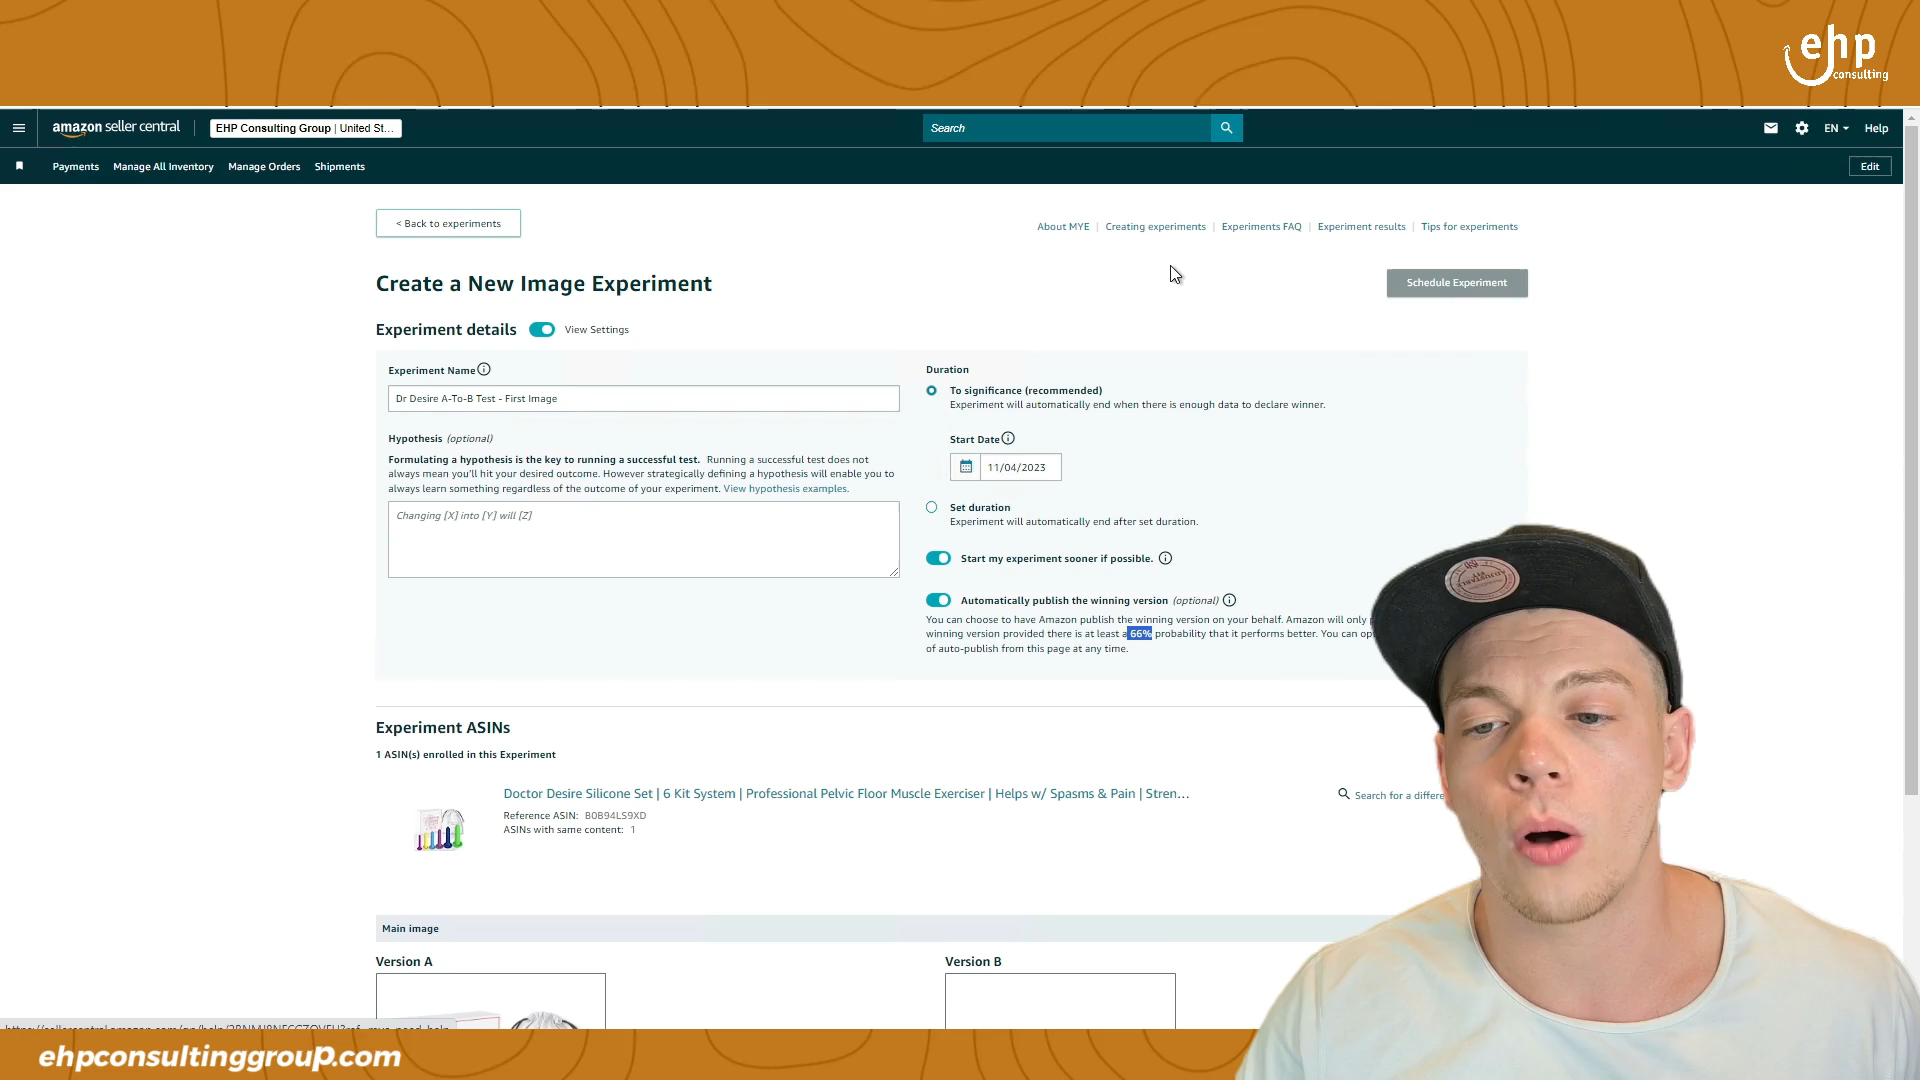 ehp
consulting
amazon seller central
EHP Consulting Group | United St...
Search
EN
Help
Payments
Manage All Inventory
Manage Orders
Shipments
Edit
< Back to experiments
About MYE | Creating experiments | Experiments FAQ | Experiment results | Tips for experiments
Create a New Image Experiment
Schedule Experiment
Experiment details
View Settings
Experiment Name
Dr Desire A-To-B Test - First Image
Hypothesis (optional)
Formulating a hypothesis is the key to running a successful test. Running a successful test does not
always mean you'll hit your desired outcome. However strategically defining a hypothesis will enable you to
always learn something regardless of the outcome of your experiment. View hypothesis examples.
Changing [X] into [Y] will [Z]
Duration
To significance (recommended)
Experiment will automatically end when there is enough data to declare winner.
Start Date
11/04/2023
Set duration
Experiment will automatically end after set duration.
Start my experiment sooner if possible.
Automatically publish the winning version (optional)
You can choose to have Amazon publish the winning version on your behalf. Amazon will only
winning version provided there is at least a 66% probability that it performs better. You can
of auto-publish from this page at any time.
Experiment ASINs
1 ASIN(s) enrolled in this Experiment
Doctor Desire Silicone Set | 6 Kit System | Professional Pelvic Floor Muscle Exerciser | Helps w/ Spasms & Pain | Stren...
Reference ASIN: B0B94LS9XD
ASINs with same content: 1
Search for a differe
Main image
Version A
Version B
ehpconsultinggroup.com